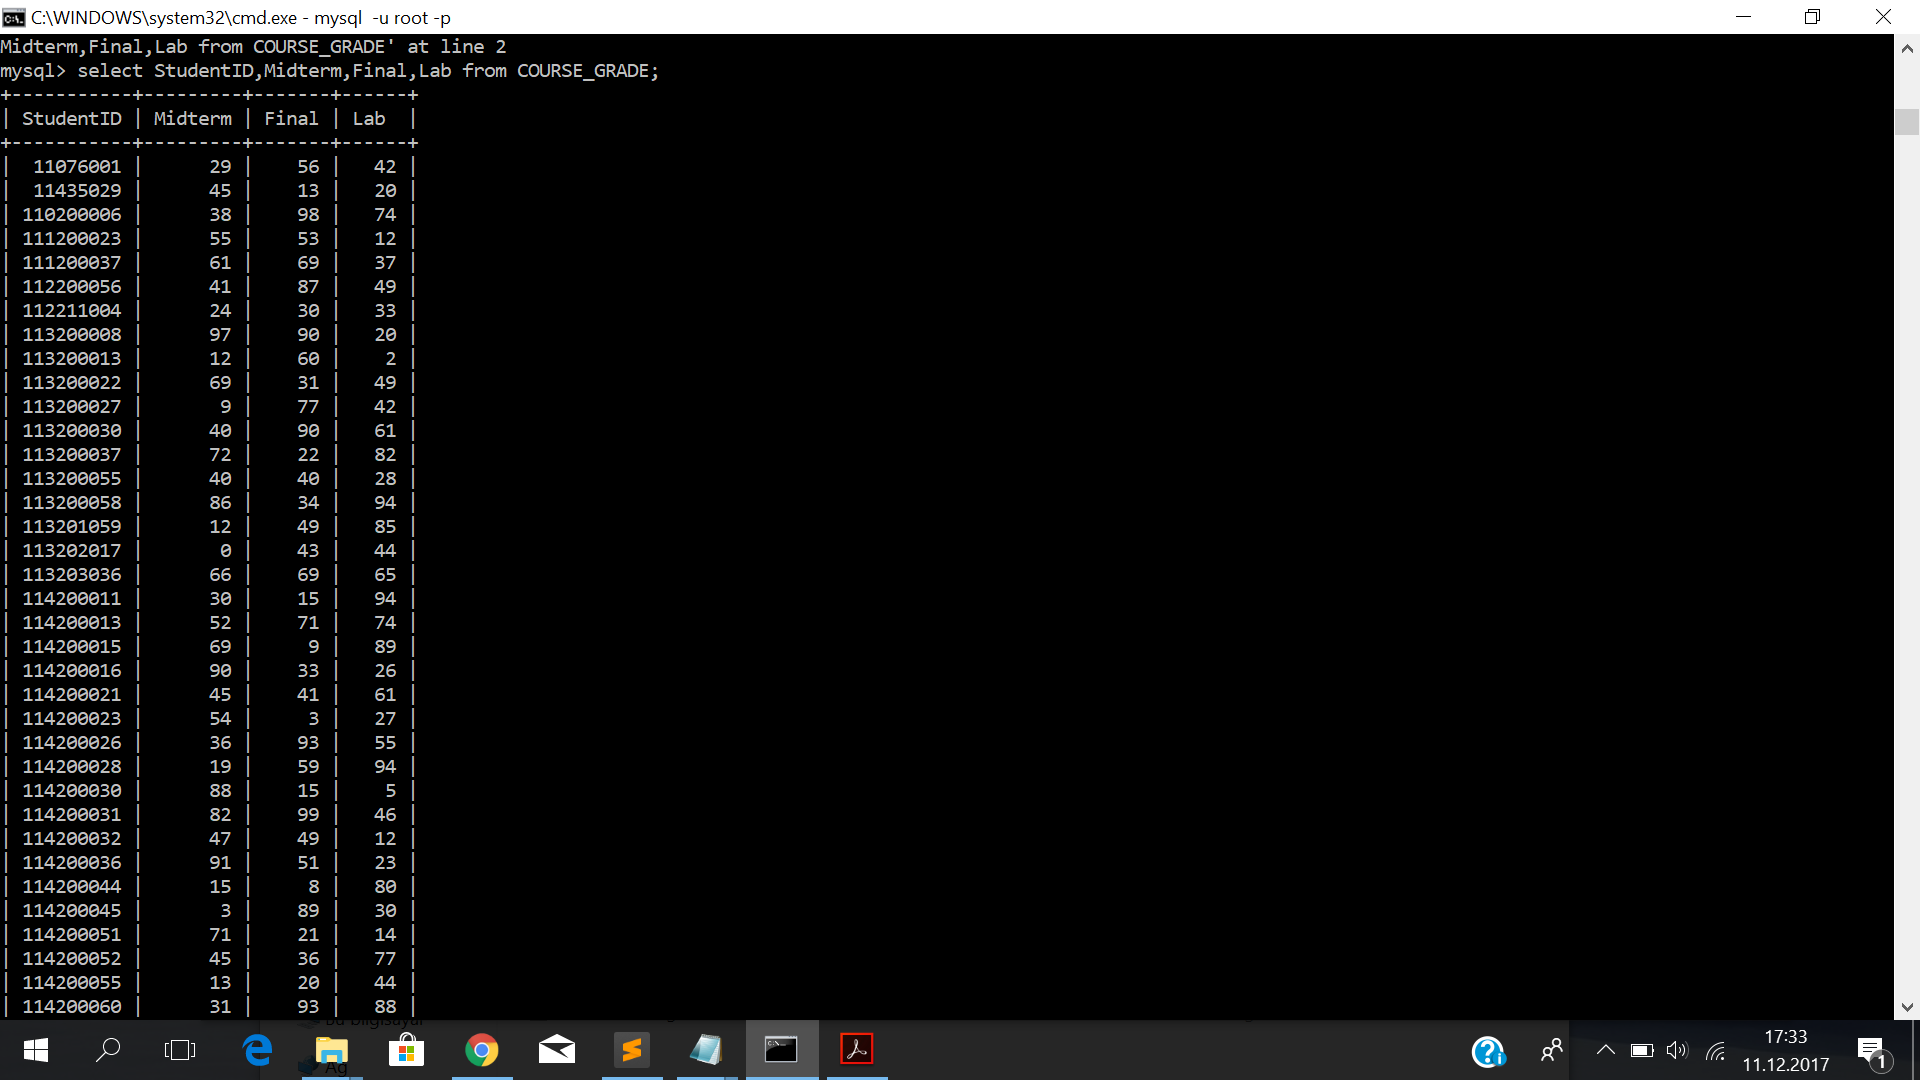 C:\WINDOWS\system32\cmd.exe - mysql  -u root -p
Midterm,Final,Lab from COURSE_GRADE' at line 2
mysql> select StudentID,Midterm,Final,Lab from COURSE_GRADE;
+-----------+---------+-------+------+
| StudentID | Midterm | Final | Lab  |
+-----------+---------+-------+------+
|  11076001 |      29 |    56 |   42 |
|  11435029 |      45 |    13 |   20 |
| 110200006 |      38 |    98 |   74 |
| 111200023 |      55 |    53 |   12 |
| 111200037 |      61 |    69 |   37 |
| 112200056 |      41 |    87 |   49 |
| 112211004 |      24 |    30 |   33 |
| 113200008 |      97 |    90 |   20 |
| 113200013 |      12 |    60 |    2 |
| 113200022 |      69 |    31 |   49 |
| 113200027 |       9 |    77 |   42 |
| 113200030 |      40 |    90 |   61 |
| 113200037 |      72 |    22 |   82 |
| 113200055 |      40 |    40 |   28 |
| 113200058 |      86 |    34 |   94 |
| 113201059 |      12 |    49 |   85 |
| 113202017 |       0 |    43 |   44 |
| 113203036 |      66 |    69 |   65 |
| 114200011 |      30 |    15 |   94 |
| 114200013 |      52 |    71 |   74 |
| 114200015 |      69 |     9 |   89 |
| 114200016 |      90 |    33 |   26 |
| 114200021 |      45 |    41 |   61 |
| 114200023 |      54 |     3 |   27 |
| 114200026 |      36 |    93 |   55 |
| 114200028 |      19 |    59 |   94 |
| 114200030 |      88 |    15 |    5 |
| 114200031 |      82 |    99 |   46 |
| 114200032 |      47 |    49 |   12 |
| 114200036 |      91 |    51 |   23 |
| 114200044 |      15 |     8 |   80 |
| 114200045 |       3 |    89 |   30 |
| 114200051 |      71 |    21 |   14 |
| 114200052 |      45 |    36 |   77 |
| 114200055 |      13 |    20 |   44 |
| 114200060 |      31 |    93 |   88 |
Ağ
17:33
11.12.2017
1